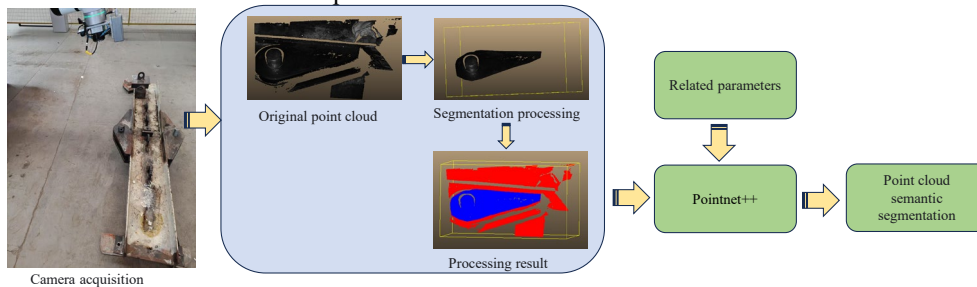 Camera acquisition
Original point cloud
Segmentation processing
Processing result
Related parameters
Pointnet++
Point cloud
semantic
segmentation